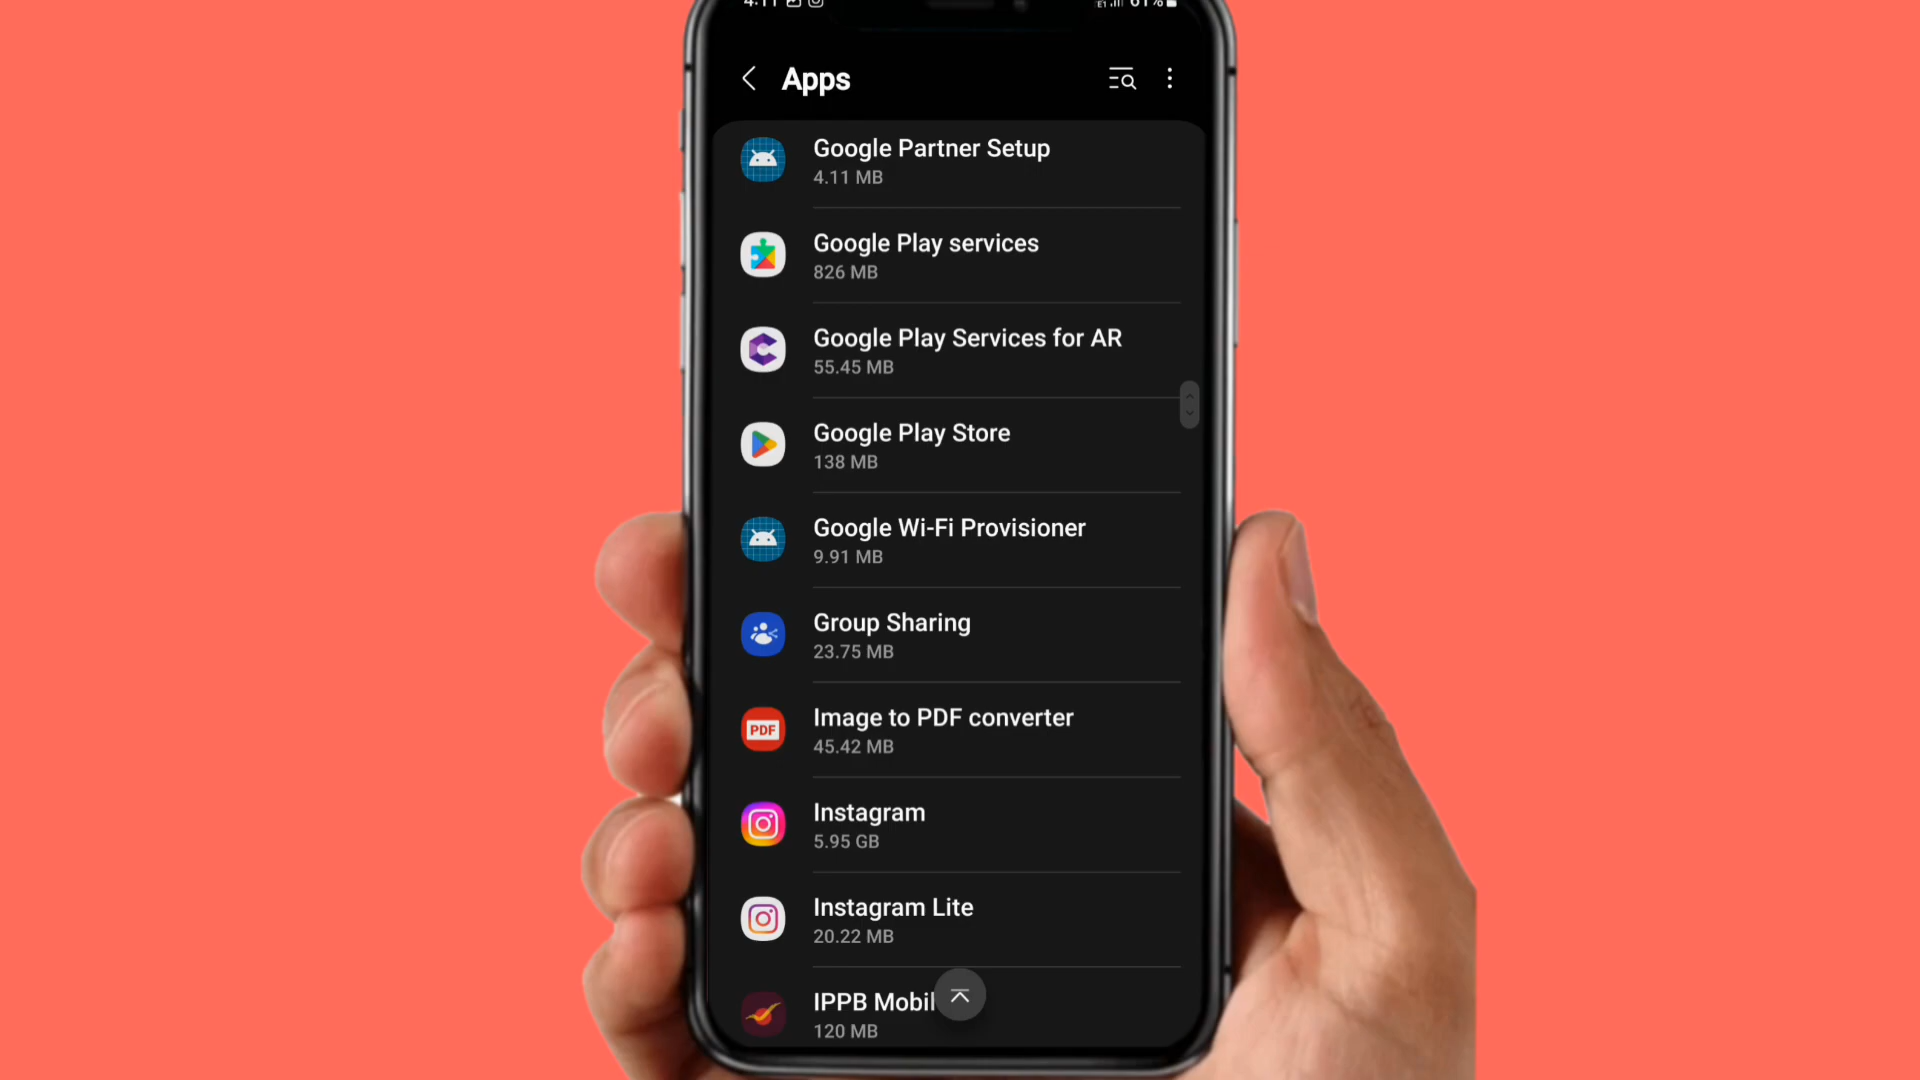 Apps
Google Partner Setup
4.11 MB
Google Play services
826 MB
Google Play Services for AR
55.45 MB
Google Play Store
138 MB
Google Wi-Fi Provisioner
9.91 MB
Group Sharing
23.75 MB
PDF
Image to PDF converter
45.42 MB
Instagram
5.95 GB
Instagram Lite
20.22 MB
IPPB Mobil
120 MB